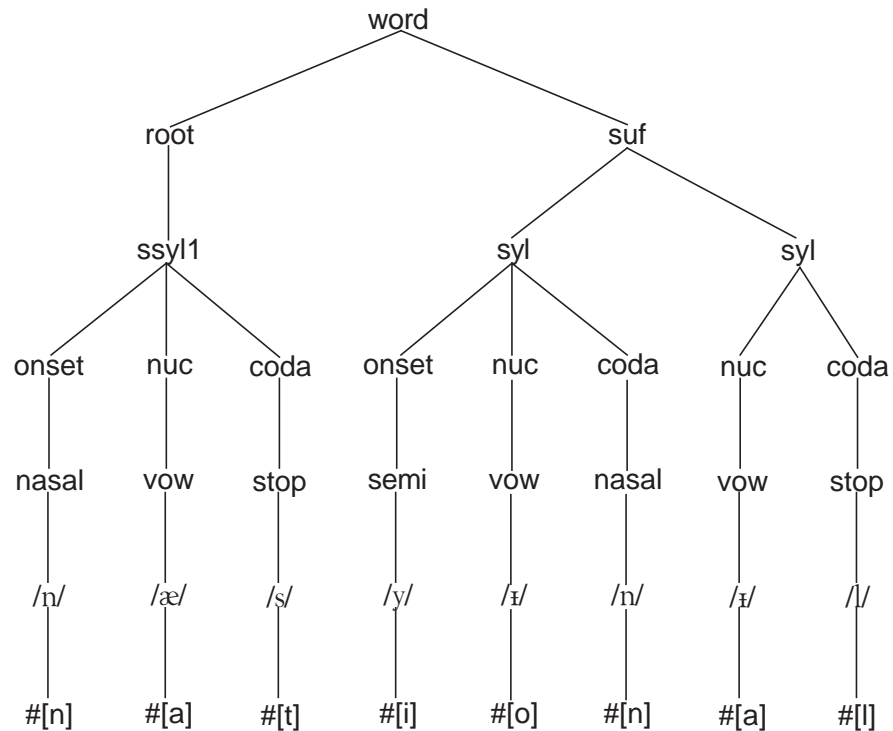 word
root suf
ssyl1 syl syl
onset nuc coda onset nuc coda nuc coda
nasal vow stop semi vow nasal vow stop
/n/ /æ/ /s/ /y/ /ɪ/ /n/ /ɪ/ /l/
#[n] #[a] #[t] #[i] #[o] #[n] #[a] #[l]